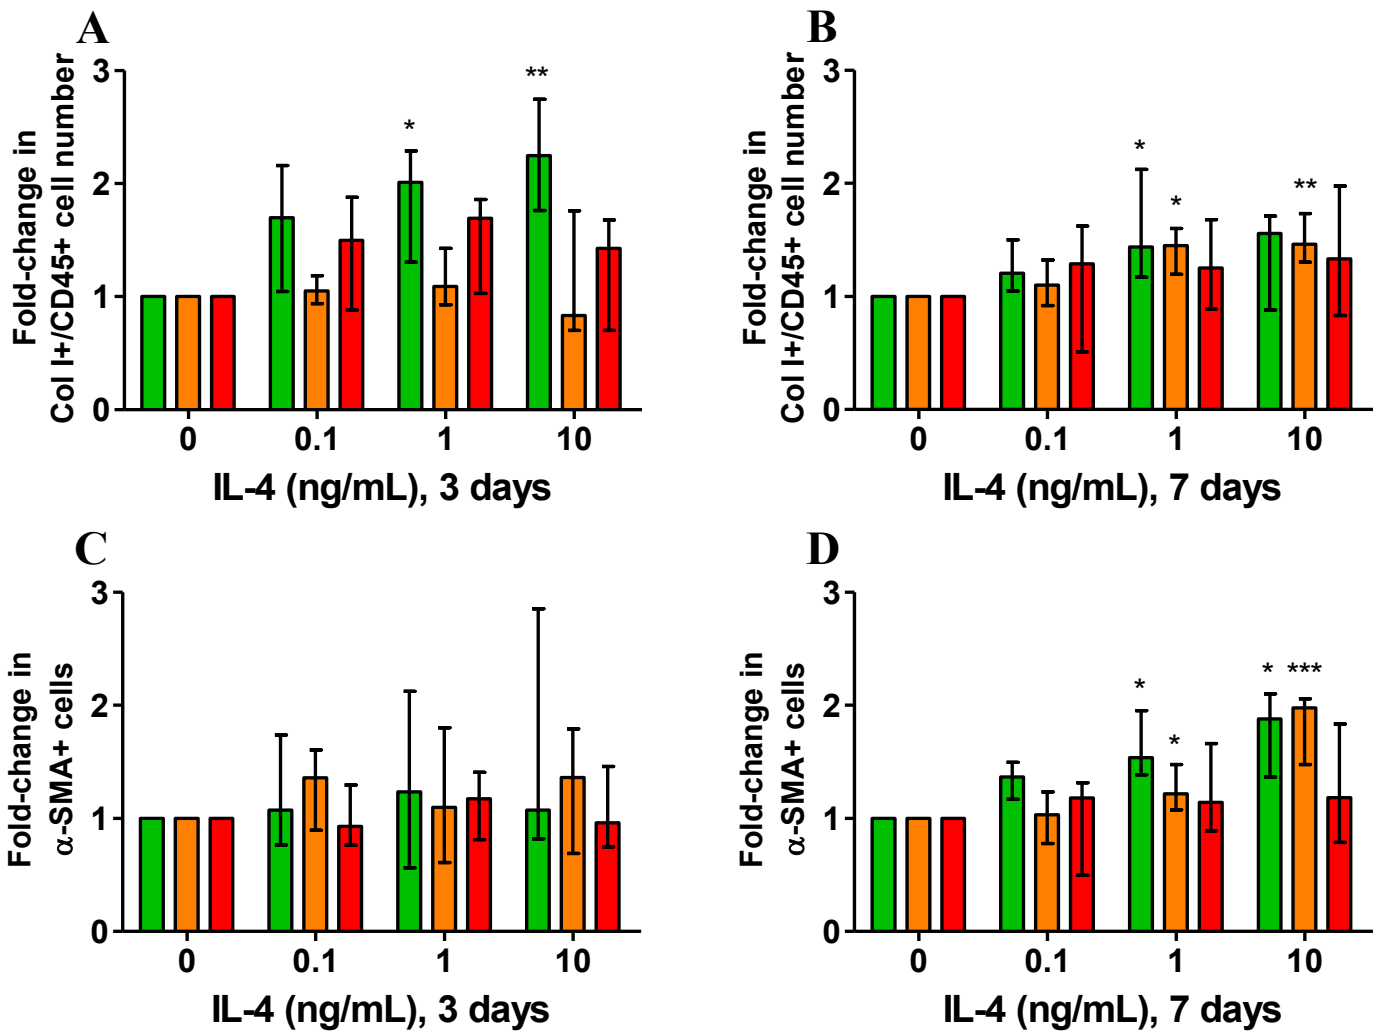 A
Fold-change in
Col I+/CD45+ cell number
3
2
1
0
*
**
0 0.1 1 10
IL-4 (ng/mL), 3 days
B
Fold-change in
Col I+/CD45+ cell number
3
2
1
0
*
*
**
0 0.1 1 10
IL-4 (ng/mL), 7 days
C
Fold-change in
α-SMA+ cells
3
2
1
0
0 0.1 1 10
IL-4 (ng/mL), 3 days
D
Fold-change in
α-SMA+ cells
3
2
1
0
*
*
* ***
0 0.1 1 10
IL-4 (ng/mL), 7 days